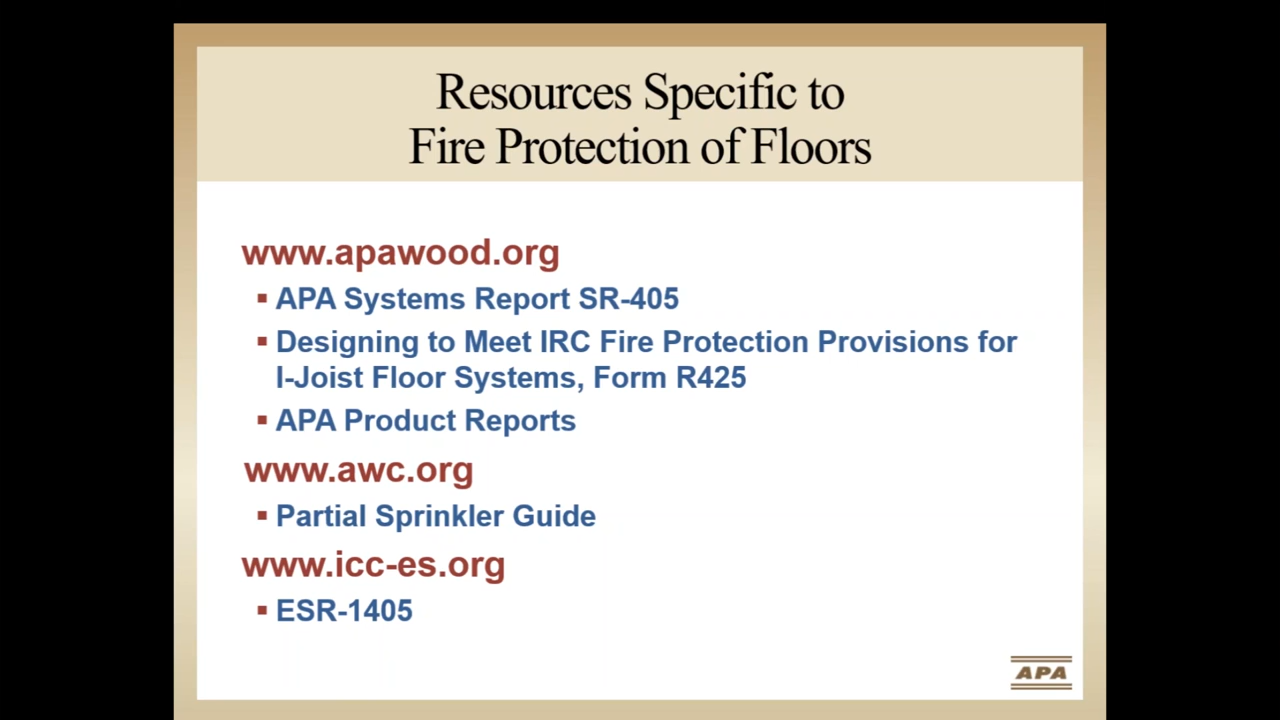 Resources Specific to
Fire Protection of Floors
www.apawood.org
▪ APA Systems Report SR-405
▪ Designing to Meet IRC Fire Protection Provisions for
I-Joist Floor Systems, Form R425
▪ APA Product Reports
www.awc.org
▪ Partial Sprinkler Guide
www.icc-es.org
▪ ESR-1405
APA